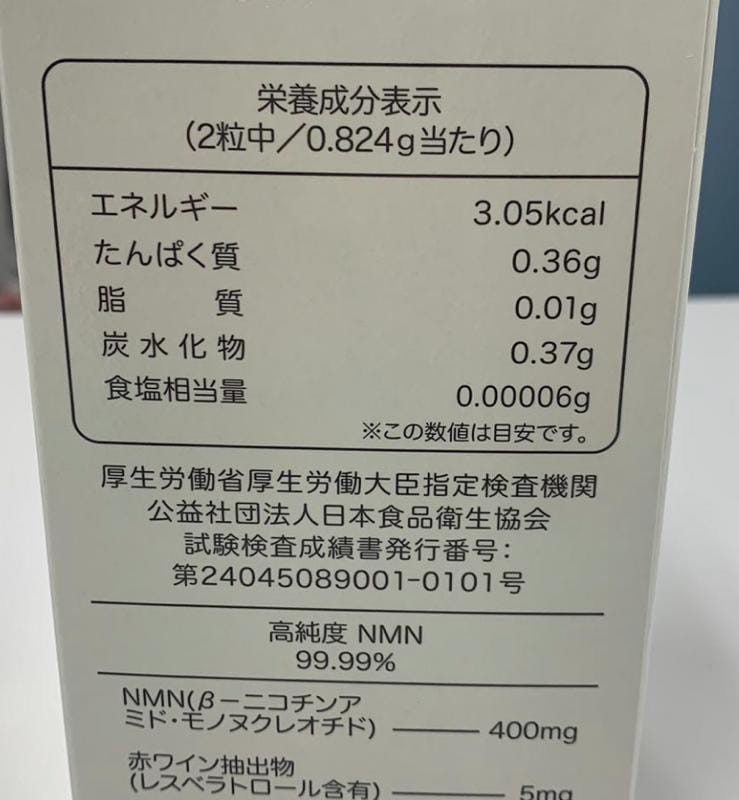 栄養成分表示
(2粒中/0.824g当たり)
エネルギー 3.05kcal
たんぱく質 0.36g
脂質 0.01g
炭水化物 0.37g
食塩相当量 0.00006g
※この数値は目安です。
厚生労働省厚生労働大臣指定検査機関
公益社団法人日本食品衛生協会
試験検査成績書発行番号:
第24045089001-0101号
高純度 NMN
99.99%
NMN(β-ニコチンア
ミド・モノヌクレオチド) 400mg
赤ワイン抽出物
(レスベラトロール含有) 5mg